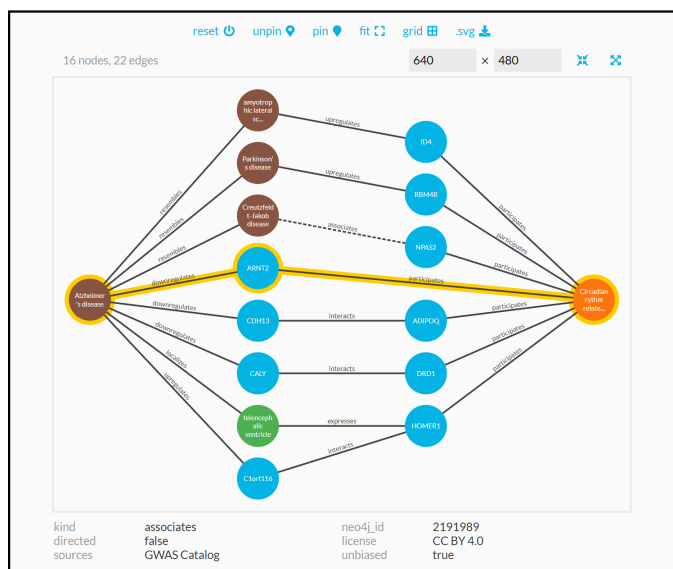 reset unpin pin fit grid .svg
16 nodes, 22 edges 640 × 480
amyotrop
hic lateral
sc...
upregulates
ID4
resembles
participates
Parkinson'
s disease
upregulates
RBM4B
resembles
participates
Creutzfeld
t-Jakob
disease
associates
NPAS2
resembles
participates
ARNT2
downregulates
participates
Alzheimer
's disease
Circadian
rythm
relate...
CDH13
downregulates
interacts
ADIPOQ
participates
CALY
downregulates
interacts
DRD1
participates
telenceph
alic
ventricle
localizes
expresses
HOMER1
participates
upregulates
C1orf116
interacts
kind associates neo4j_id 2191989
directed false license CC BY 4.0
sources GWAS Catalog unbiased true